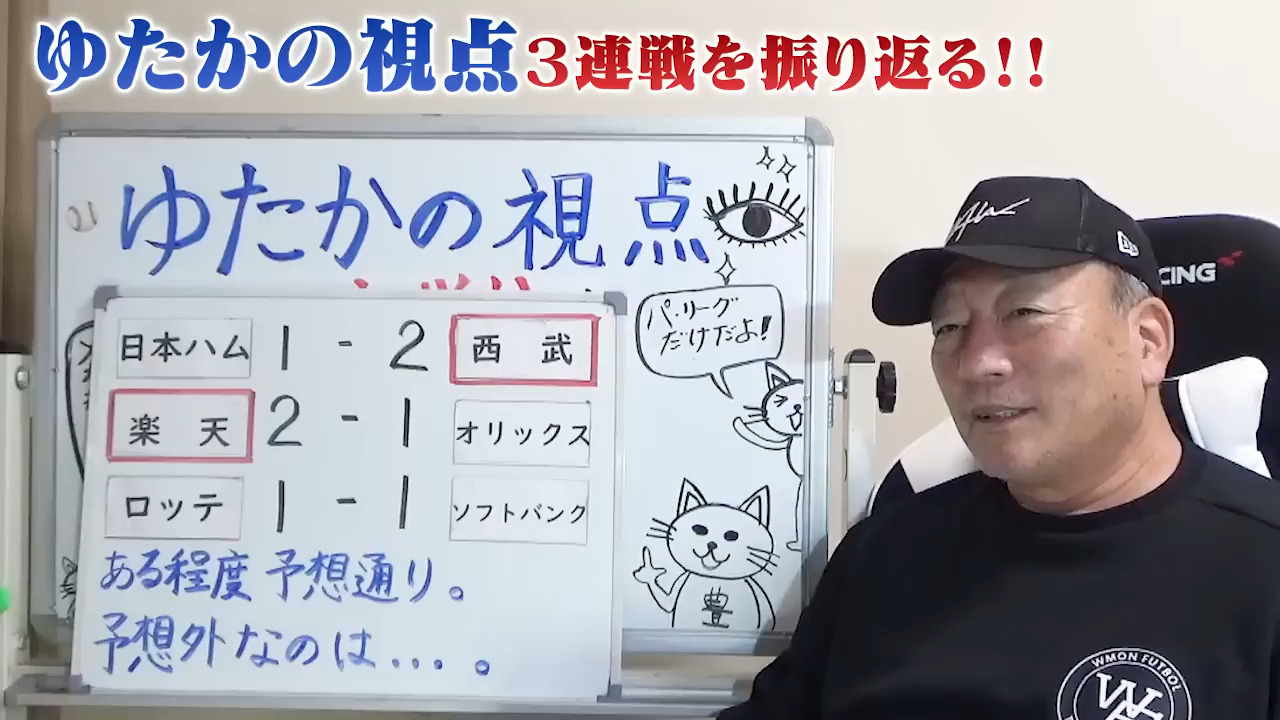 ゆたかの視点3連戦を振り返る!!
ゆたかの視点
パ・リーグ
だけだよ!
日本ハム 1 - 2 西武
楽天 2 - 1 オリックス
ロッテ 1 - 1 ソフトバンク
ある程度予想通り。
予想外なのは...。
豊
CING
WMON FUTBOL